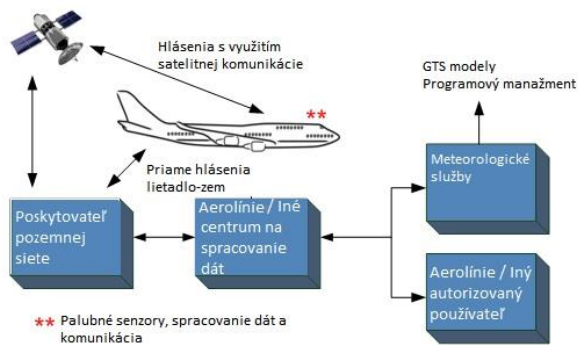 Hlásenia s využitím
satelitnej komunikácie
GTS modely
Programový manažment
**
Priame hlásenia
lietadlo-zem
Meteorologické
služby
Poskytovateľ
pozemnej
siete
Aerolínie / Iné
centrum na
spracovanie
dát
Aerolínie / Iný
autorizovaný
používateľ
** Palubné senzory, spracovanie dát a
komunikácia